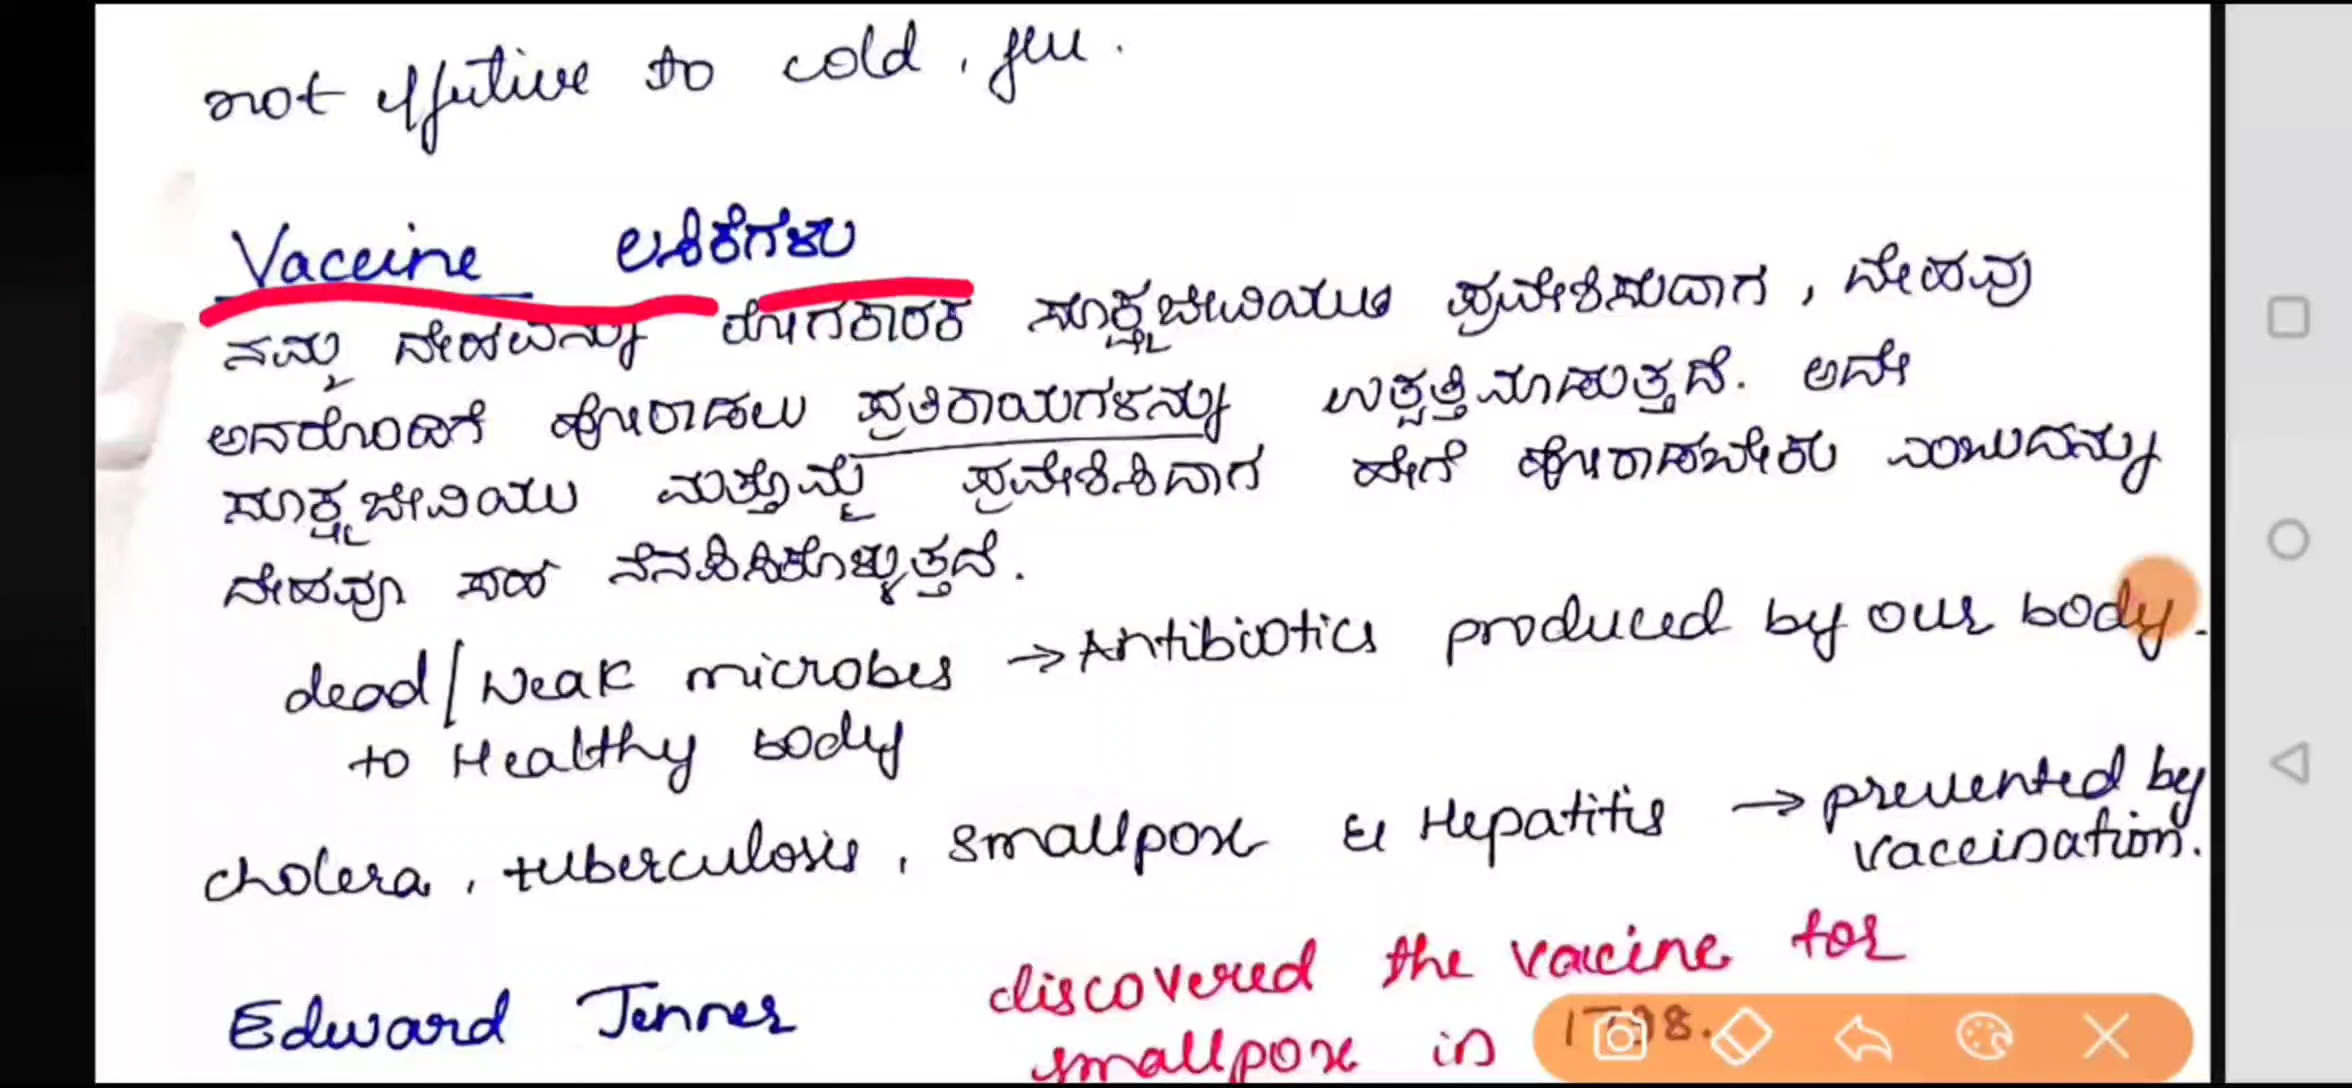 not effective to cold, flu.
Vaccine ಲಸಿಕೆಗಳು
ನಮ್ಮ ದೇಹವನ್ನು ರೋಗಕಾರಕ ಸೂಕ್ಷ್ಮಜೀವಿಯು ಪ್ರವೇಶಿಸುದಾಗ, ದೇಹವು
ಅದರೊಂದಿಗೆ ಹೋರಾಡಲು ಪ್ರತಿಕಾಯಗಳನ್ನು ಉತ್ಪತ್ತಿಮಾಡುತ್ತದೆ. ಅದೇ
ಸೂಕ್ಷ್ಮಜೀವಿಯು ಮತ್ತೊಮ್ಮೆ ಪ್ರವೇಶಿಸಿದಾಗ ಹೇಗೆ ಹೋರಾಡಬೇಕು ಎಂಬುದನ್ನು
ದೇಹವೂ ಸಹ ನೆನಪಿಸಿಕೊಳ್ಳುತ್ತದೆ.
dead/weak microbes → Antibiotics produced by our body.
to Healthy body
cholera, tuberculosis, smallpox & Hepatitis → prevented by
vaccination.
Edward Jenner discovered the vaccine for
smallpox in 1798.